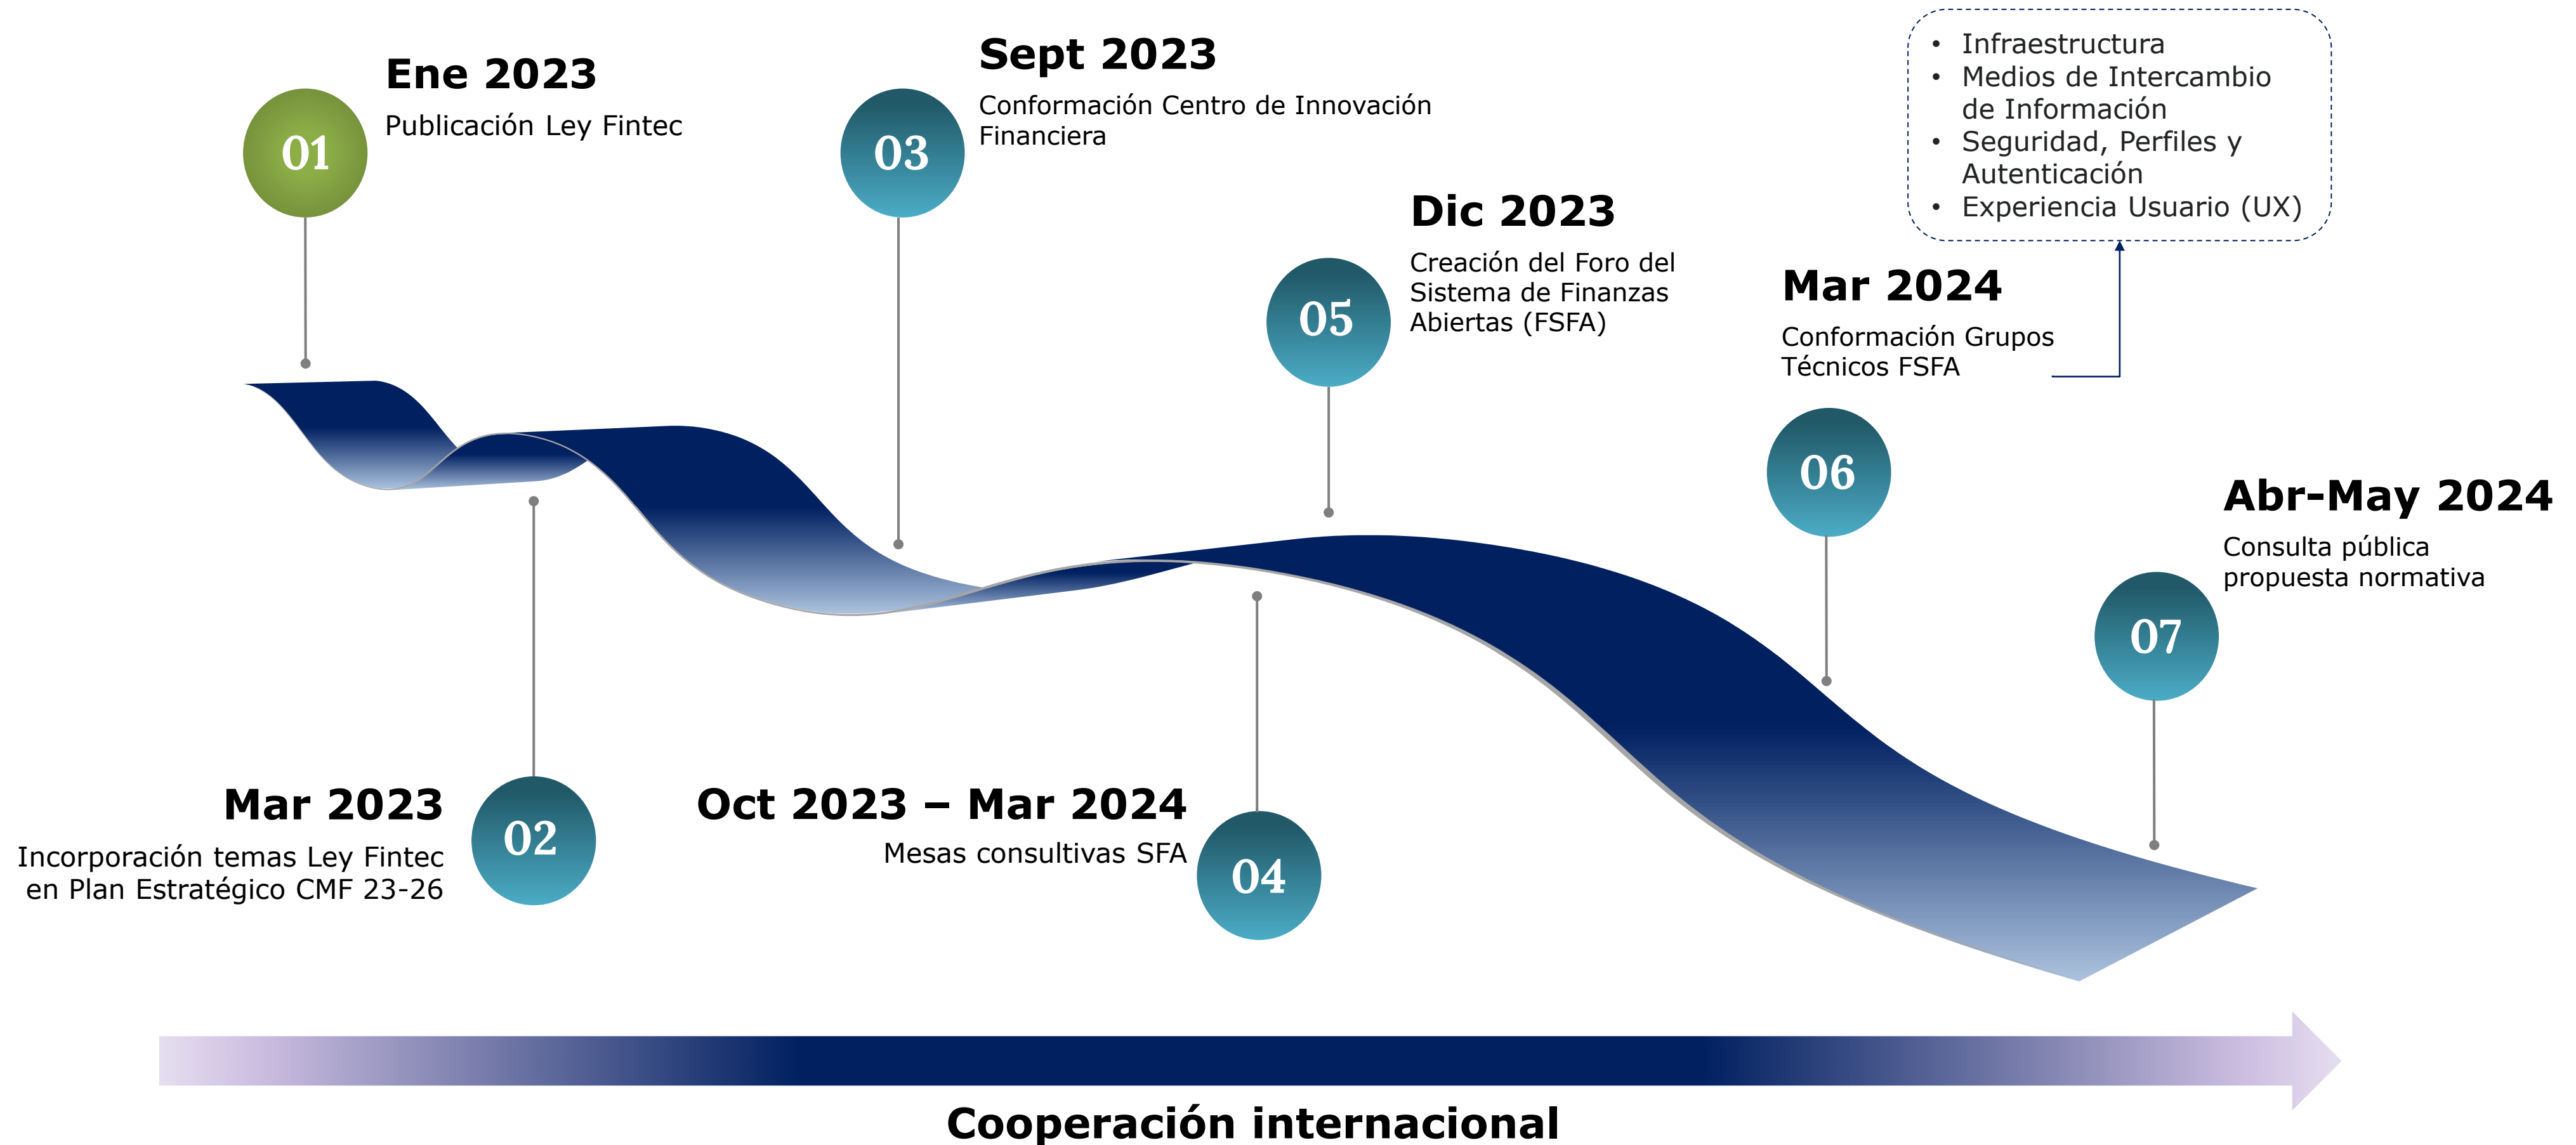 01
Ene 2023
Publicación Ley Fintec
Mar 2023
Incorporación temas Ley Fintec
en Plan Estratégico CMF 23-26
02
03
Sept 2023
Conformación Centro de Innovación
Financiera
Oct 2023 – Mar 2024
Mesas consultivas SFA
04
05
Dic 2023
Creación del Foro del
Sistema de Finanzas
Abiertas (FSFA)
Mar 2024
Conformación Grupos
Técnicos FSFA
06
• Infraestructura
• Medios de Intercambio
de Información
• Seguridad, Perfiles y
Autenticación
• Experiencia Usuario (UX)
Abr-May 2024
Consulta pública
propuesta normativa
07
Cooperación internacional